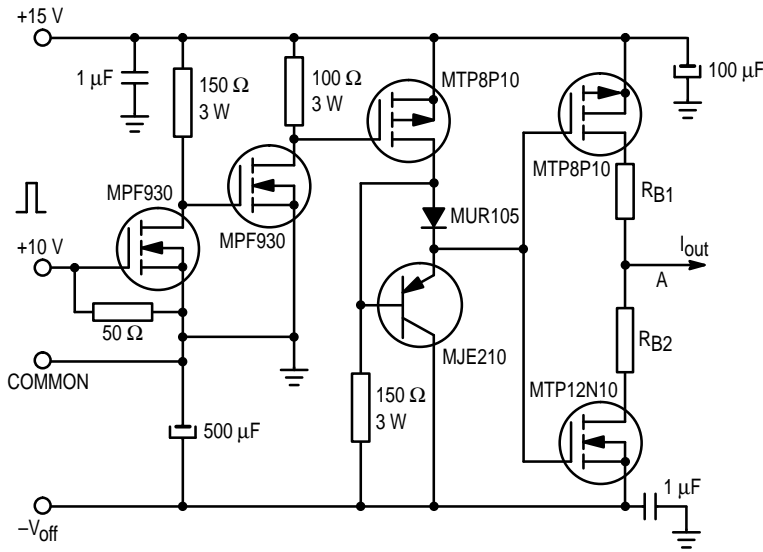 +15 V
1 µF
150 Ω
3 W
100 Ω
3 W
MTP8P10
100 µF
MTP8P10
MPF930
MPF930
R_B1
MUR105
+10 V
I_out
A
50 Ω
R_B2
MJE210
COMMON
MTP12N10
150 Ω
3 W
500 µF
1 µF
–V_off